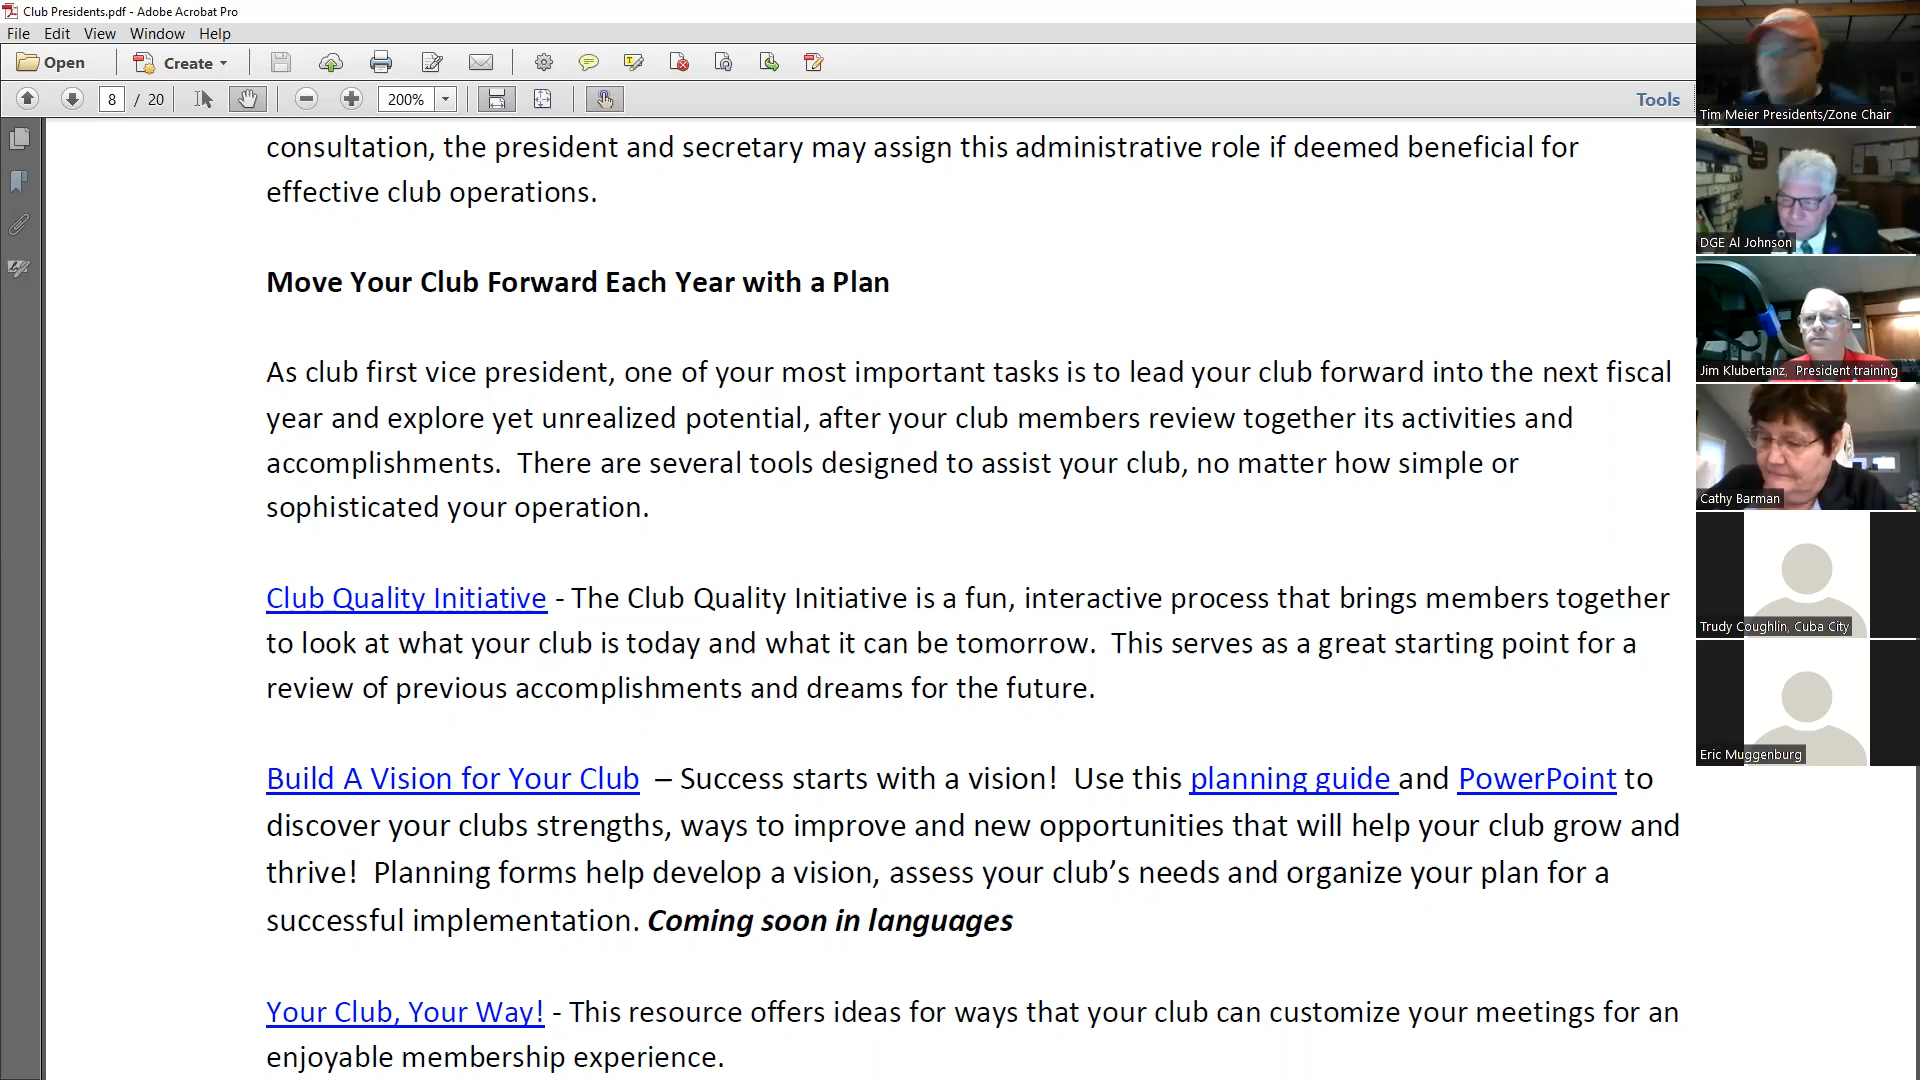 Club Presidents.pdf - Adobe Acrobat Pro
File Edit View Window Help
Open Create
8 / 20 200% Tools
consultation, the president and secretary may assign this administrative role if deemed beneficial for
effective club operations.
Move Your Club Forward Each Year with a Plan
As club first vice president, one of your most important tasks is to lead your club forward into the next fiscal
year and explore yet unrealized potential, after your club members review together its activities and
accomplishments.  There are several tools designed to assist your club, no matter how simple or
sophisticated your operation.
Club Quality Initiative - The Club Quality Initiative is a fun, interactive process that brings members together
to look at what your club is today and what it can be tomorrow.  This serves as a great starting point for a
review of previous accomplishments and dreams for the future.
Build A Vision for Your Club  – Success starts with a vision!  Use this planning guide and PowerPoint to
discover your clubs strengths, ways to improve and new opportunities that will help your club grow and
thrive!  Planning forms help develop a vision, assess your club’s needs and organize your plan for a
successful implementation. Coming soon in languages
Your Club, Your Way! - This resource offers ideas for ways that your club can customize your meetings for an
enjoyable membership experience.
Tim Meier Presidents/Zone Chair
DGE Al Johnson
Jim Klubertanz,  President training
Cathy Barman
Trudy Coughlin, Cuba City
Eric Muggenburg